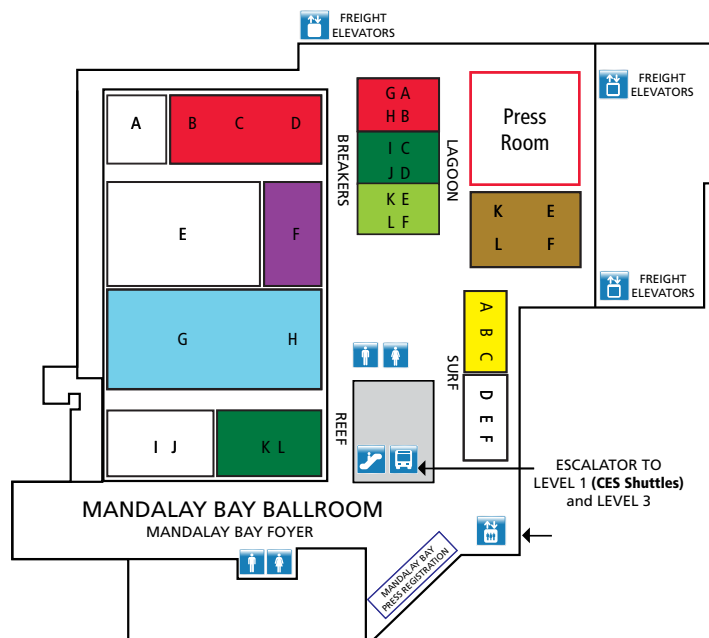 FREIGHT
ELEVATORS
FREIGHT
ELEVATORS
A B C D
G A
H B
I C
J D
K E
L F
BREAKERS
LAGOON
Press
Room
E F
K E
L F
FREIGHT
ELEVATORS
G H
A B C
D E F
SURF
REEF
I J K L
ESCALATOR TO
LEVEL 1 (CES Shuttles)
and LEVEL 3
MANDALAY BAY BALLROOM
MANDALAY BAY FOYER
MANDALAY BAY
PRESS REGISTRATION